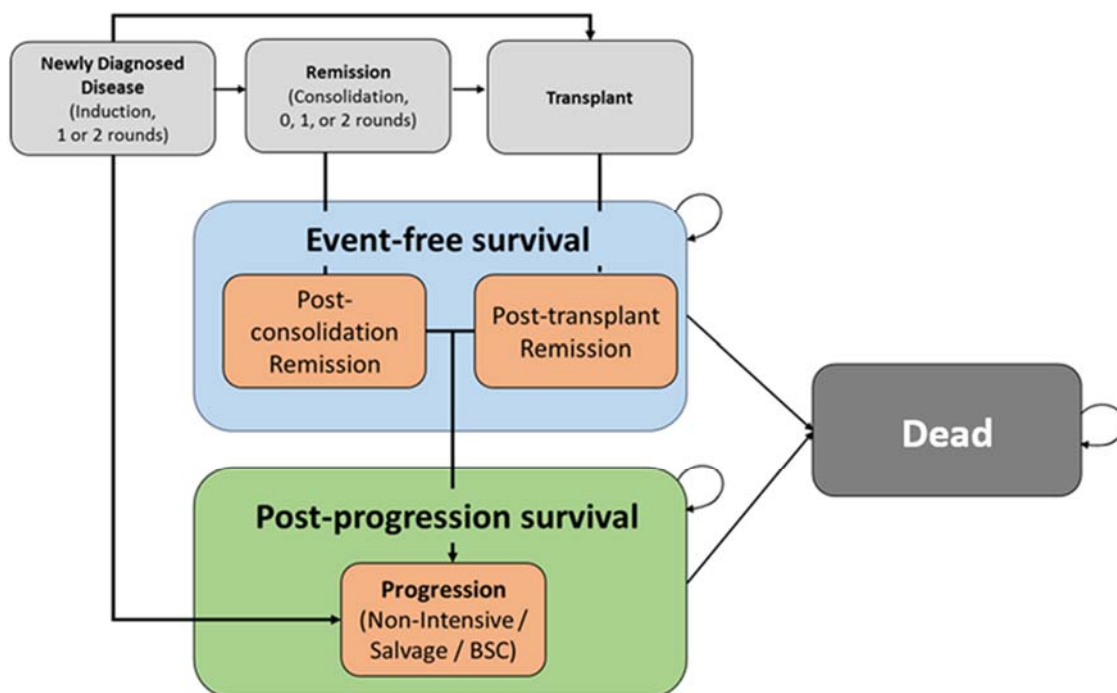 Newly Diagnosed
Disease
(Induction,
1 or 2 rounds)
Remission
(Consolidation,
0, 1, or 2 rounds)
Transplant
Event-free survival
Post-
consolidation
Remission
Post-transplant
Remission
Dead
Post-progression survival
Progression
(Non-Intensive /
Salvage / BSC)